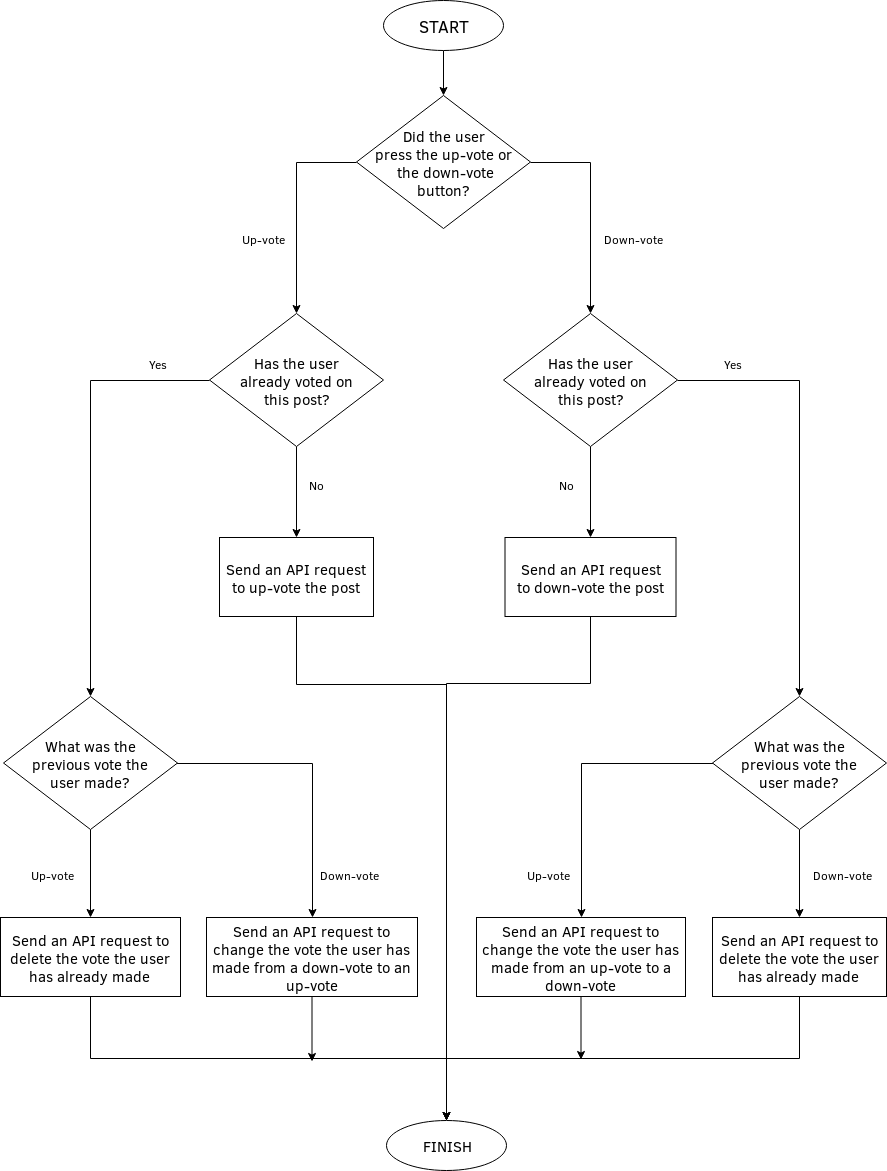 START
Did the user
press the up-vote or
the down-vote
button?
Up-vote
Down-vote
Yes
Has the user
already voted on
this post?
Has the user
already voted on
this post?
Yes
No
No
Send an API request
to up-vote the post
Send an API request
to down-vote the post
What was the
previous vote the
user made?
What was the
previous vote the
user made?
Up-vote
Down-vote
Up-vote
Down-vote
Send an API request to
delete the vote the user
has already made
Send an API request to
change the vote the user has
made from a down-vote to an
up-vote
Send an API request to
change the vote the user has
made from an up-vote to a
down-vote
Send an API request to
delete the vote the user
has already made
FINISH